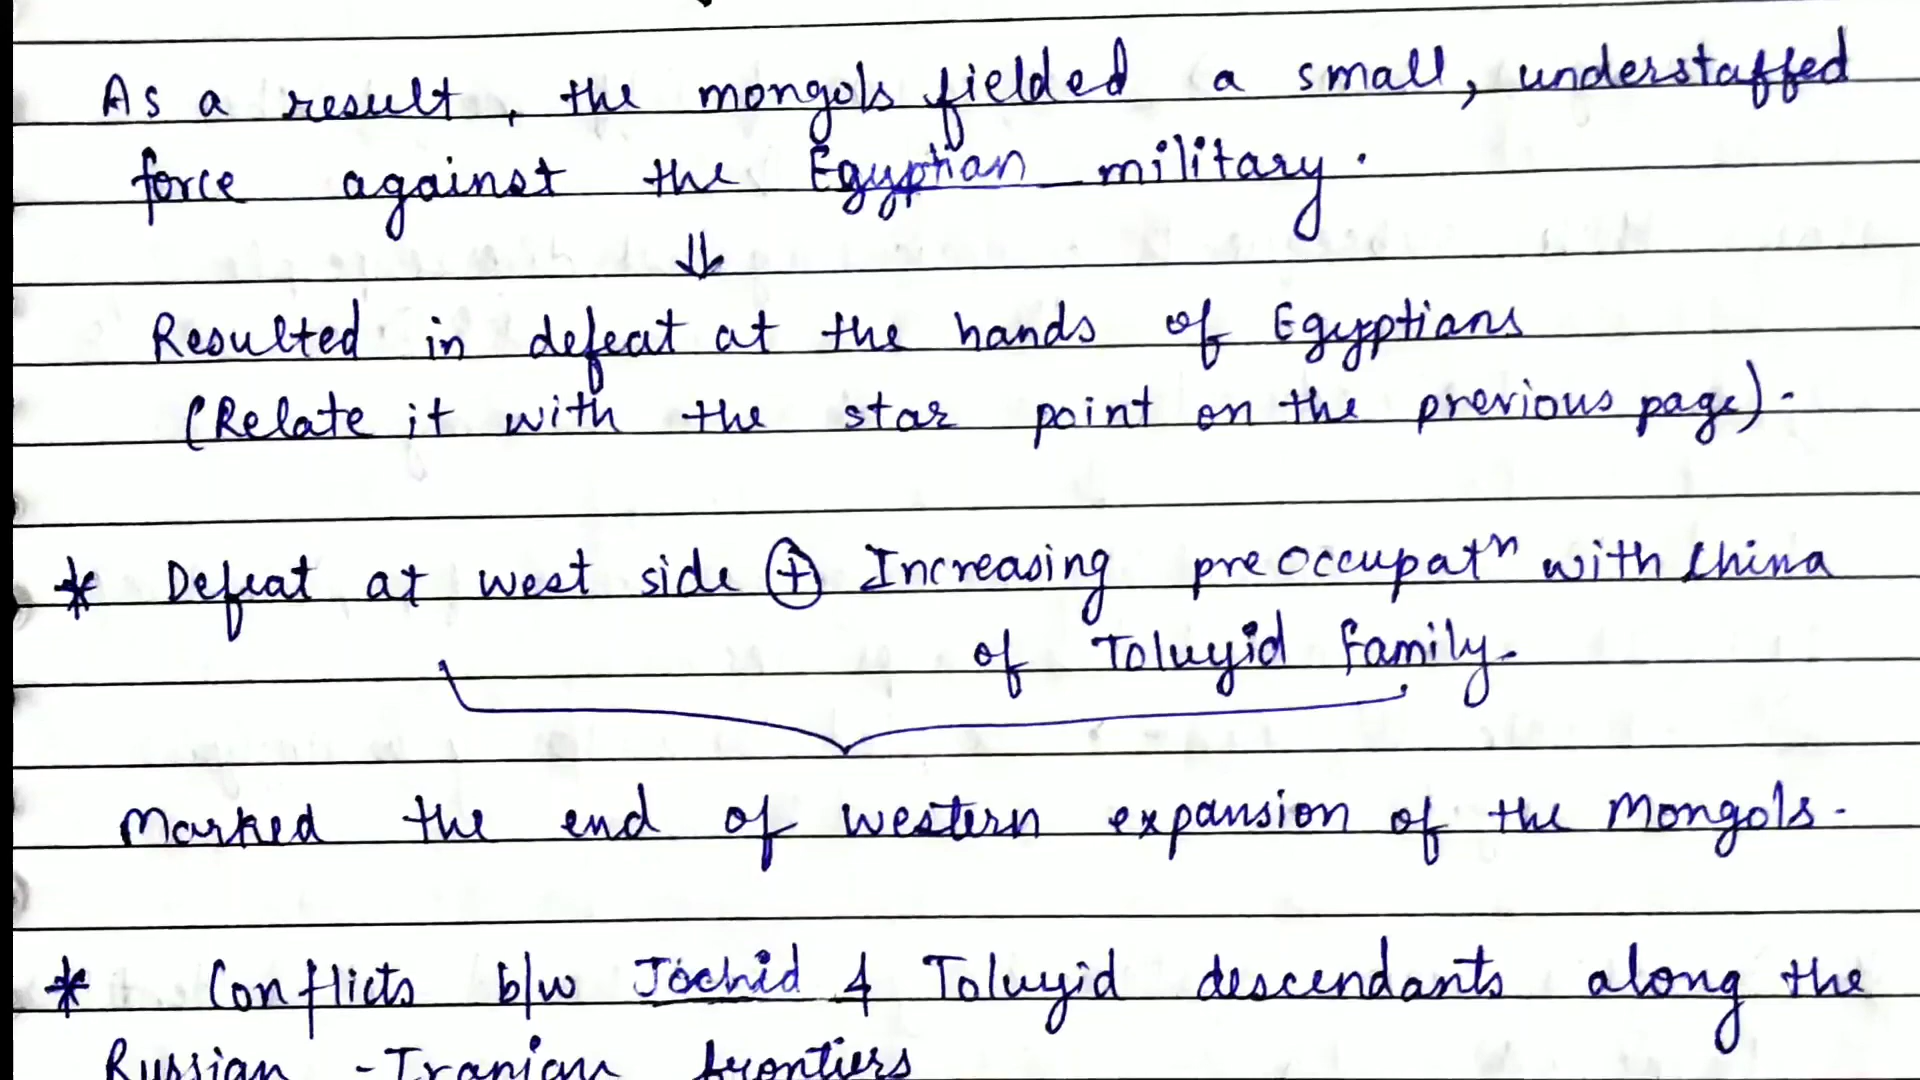 As a result, the mongols fielded a small, understaffed
force against the Egyptian military.
⇓
Resulted in defeat at the hands of Egyptians
(Relate it with the star point on the previous page).
* Defeat at west side ⊕ Increasing preoccupatⁿ with China
of Toluyid family.
Marked the end of western expansion of the Mongols.
* Conflicts b/w Jochid & Toluyid descendants along the
Russian - Iranian frontiers